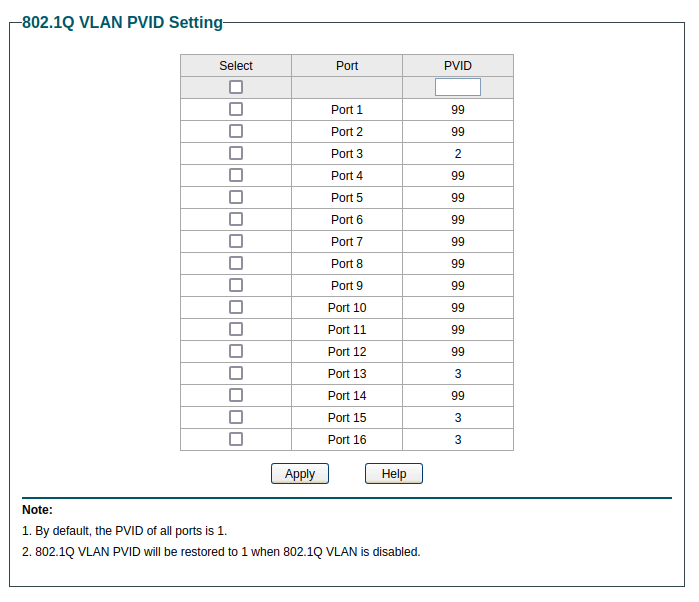 802.1Q VLAN PVID Setting
Select Port PVID
Port 1 99
Port 2 99
Port 3 2
Port 4 99
Port 5 99
Port 6 99
Port 7 99
Port 8 99
Port 9 99
Port 10 99
Port 11 99
Port 12 99
Port 13 3
Port 14 99
Port 15 3
Port 16 3
Apply Help
Note:
1. By default, the PVID of all ports is 1.
2. 802.1Q VLAN PVID will be restored to 1 when 802.1Q VLAN is disabled.